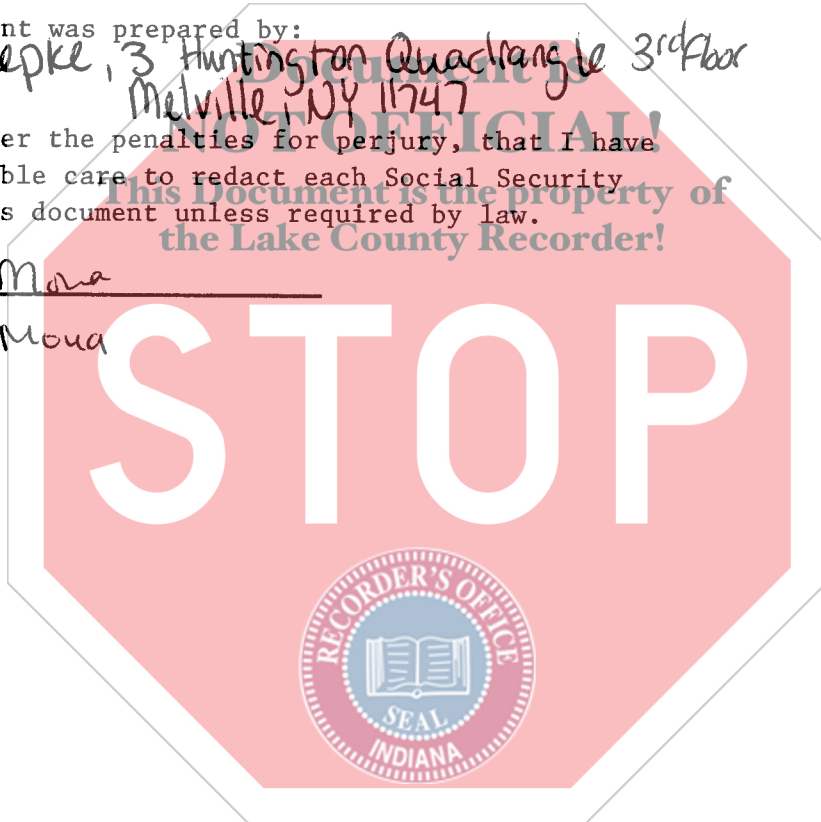 nt was prepared by:
epke, 3 Huntington Quadrangle 3rd Floor
Melville, NY 11747
er the penalties for perjury, that I have
ble care to redact each Social Security
s document unless required by law.
Mona
Mona
Document is
NOT OFFICIAL!
This Document is the property of
the Lake County Recorder!
STOP
RECORDER'S OFFICE
SEAL
INDIANA